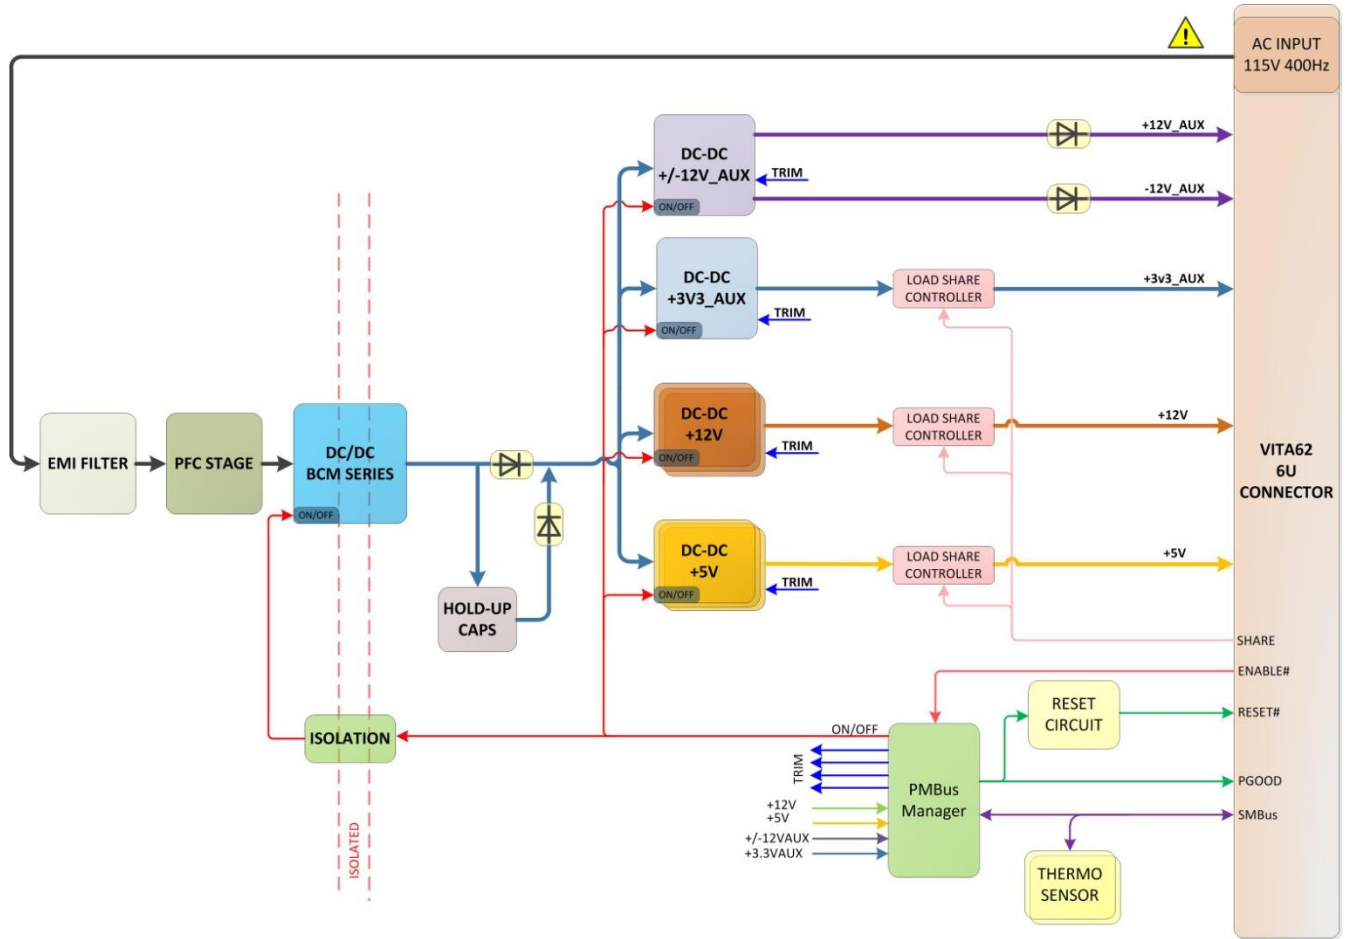 AC INPUT
115V 400Hz
DC-DC
+/-12V_AUX
ON/OFF
TRIM
+12V_AUX
-12V_AUX
DC-DC
+3V3_AUX
ON/OFF
TRIM
LOAD SHARE
CONTROLLER
+3v3_AUX
EMI FILTER
PFC STAGE
DC/DC
BCM SERIES
ON/OFF
HOLD-UP
CAPS
DC-DC
+12V
ON/OFF
TRIM
LOAD SHARE
CONTROLLER
+12V
DC-DC
+5V
ON/OFF
TRIM
LOAD SHARE
CONTROLLER
+5V
VITA62
6U
CONNECTOR
SHARE
ENABLE#
RESET#
PGOOD
SMBus
ISOLATION
ISOLATED
ON/OFF
TRIM
+12V
+5V
+/-12VAUX
+3.3VAUX
PMBus
Manager
RESET
CIRCUIT
THERMO
SENSOR